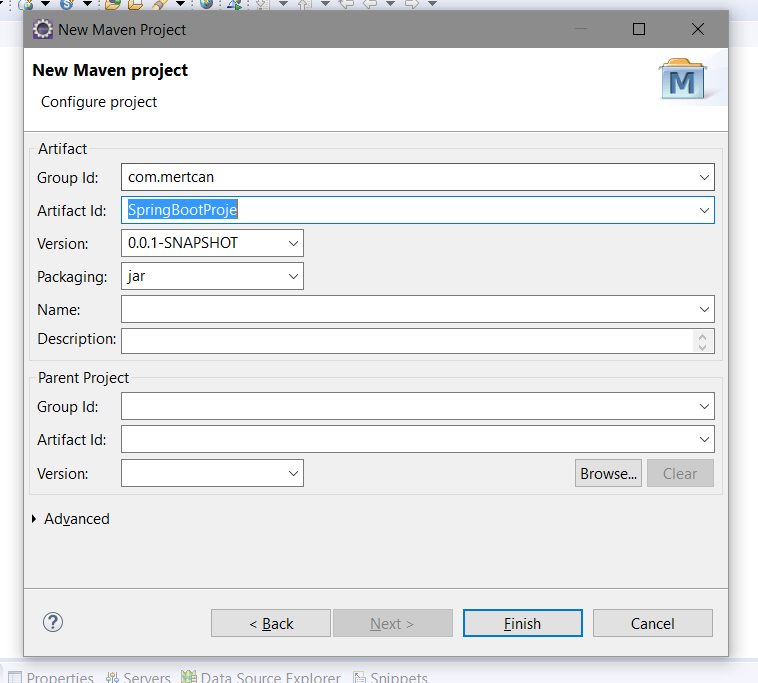 New Maven Project
New Maven project
Configure project
M
Artifact
Group Id: com.mertcan
Artifact Id: SpringBootProje
Version: 0.0.1-SNAPSHOT
Packaging: jar
Name:
Description:
Parent Project
Group Id:
Artifact Id:
Version: Browse... Clear
Advanced
? < Back Next > Finish Cancel
Properties Servers Data Source Explorer Snippets